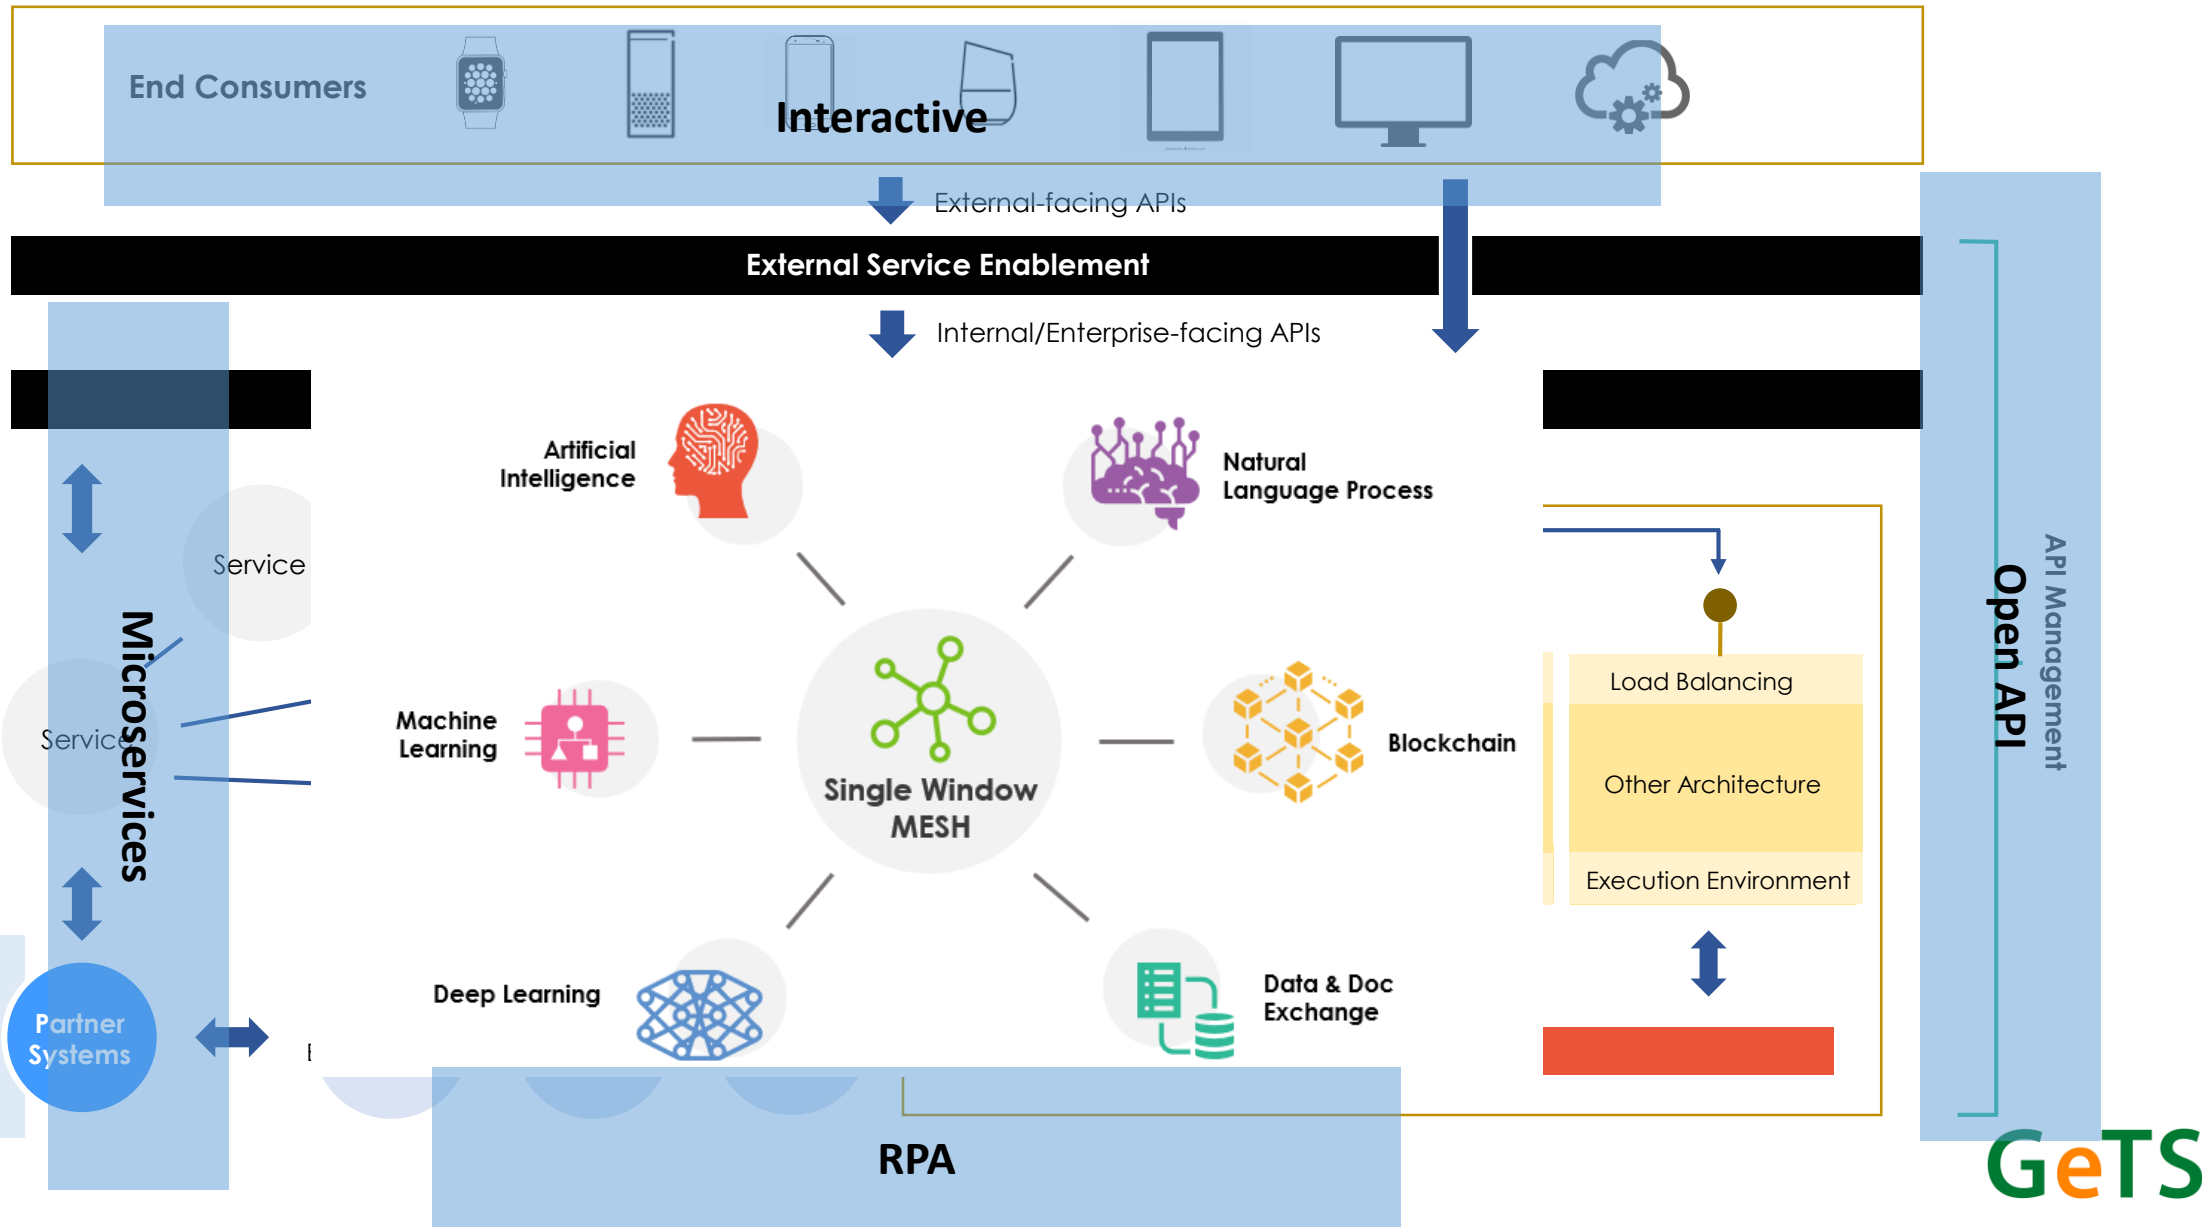 End Consumers
Interactive
External-facing APIs
External Service Enablement
Internal/Enterprise-facing APIs
Artificial
Intelligence
Natural
Language Process
Service
Service
Microservices
Machine
Learning
Single Window
MESH
Blockchain
Load Balancing
Other Architecture
Execution Environment
Open API
API Management
Deep Learning
Data & Doc
Exchange
Partner
Systems
RPA
GeTS